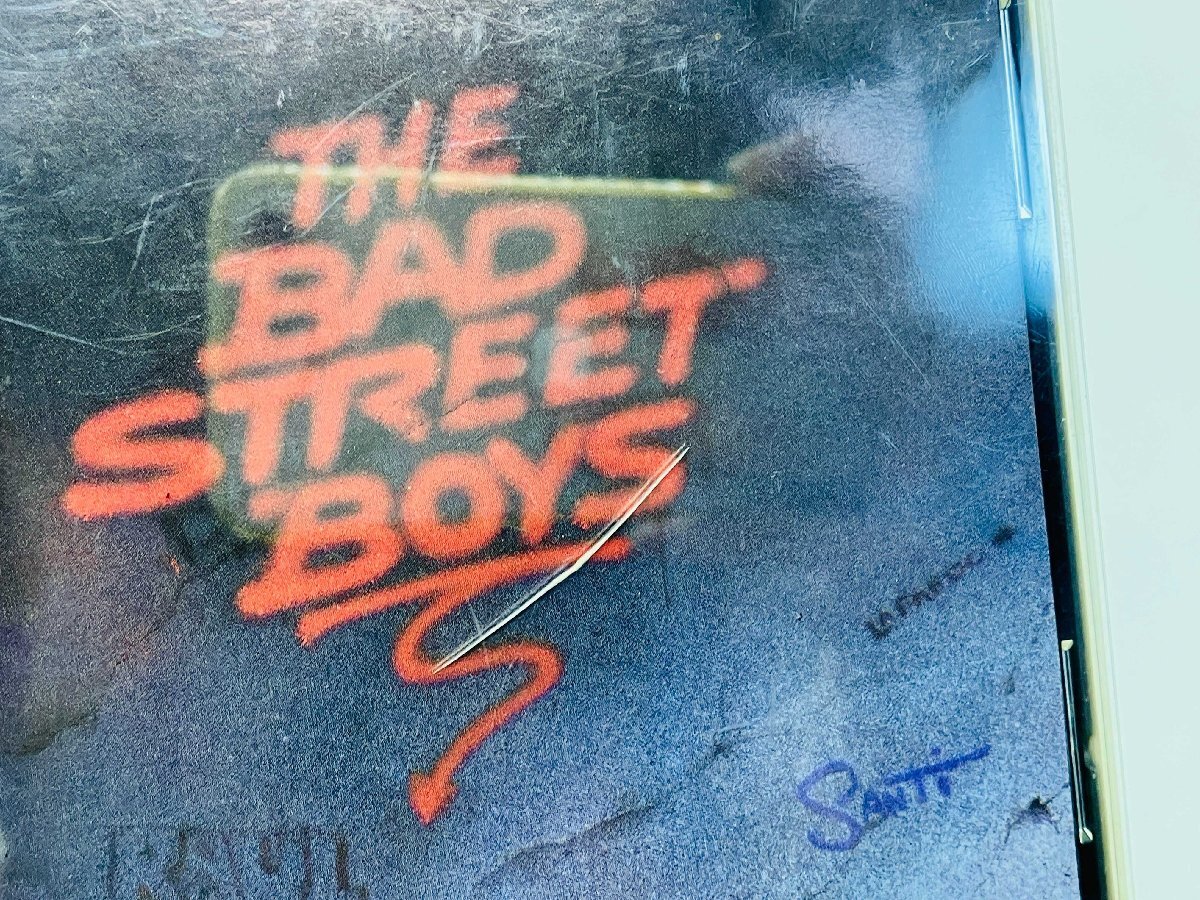 THE
BAD
STREET
BOYS
SANTI